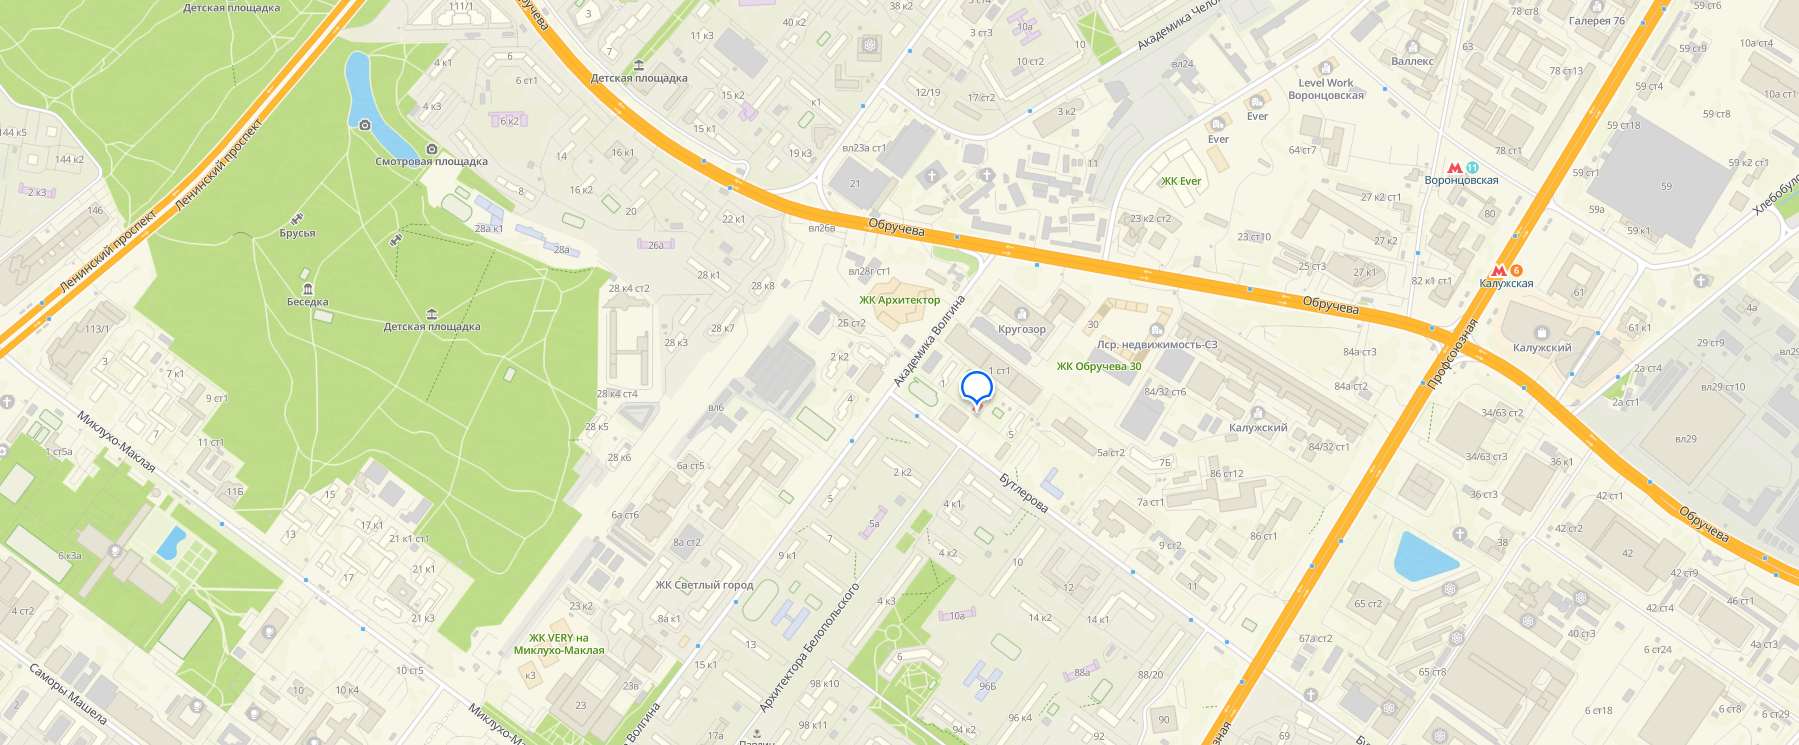 Детская площадка
111/1
Обручева
3
7
40 к2
38 к2
3 ст4
3 ст3
10а
10
10 ст2
Академика Чело
вл24
63
Галерея 76
59 ст6
59 ст9
10а ст4
Валлекс
78 ст13
59 ст4
10а ст1
4 к1
6 ст1
Детская площадка
11 к3
12/19
17 ст2
Level Work
Воронцовская
59 ст8
4 к3
6 к2
15 к2
к1
3 к2
Ever
144 к5
15 к1
Ever
59 ст18
144 к2
Смотровая площадка
14
16 к1
19 к3
вл23а ст1
11
64 ст7
78 ст1
59 к2 ст1
2 к3
8
16 к2
21
ЖК Ever
11
Воронцовская
59 ст1
59
Ленинский проспект
146
Брусья
20
22 к1
вл26в
Обручева
23 к2 ст2
27 к2 ст1
80
59а
Хлебобул
28а к1
28а
26а
23 ст10
27 к2
59 к1
Ленинский проспект
28 к1
вл28г ст1
25 ст3
27 к1
6
Калужская
82 к1 ст1
61
Беседка
28 к4 ст2
28 к8
ЖК Архитектор
Обручева
Детская площадка
113/1
28 к7
2Б ст2
Академика Волгина
Кругозор
30
Лср. недвижимость-СЗ
61 к1
28 к3
2 к2
84а ст3
Калужский
29 ст9
3
7 к1
1 ст1
ЖК Обручева 30
Профсоюзная
2а ст4
9 ст1
28 к4 ст4
1
84/32 ст6
84а ст2
2а ст1
вл29 ст10
вл6
4
Миклухо-Маклая
7
28 к5
5
Калужский
34/63 ст2
11 ст1
84/32 ст1
вл29
1 ст5а
28 к6
6а ст5
2 к2
5а ст2
7Б
34/63 ст3
36 к1
11Б
15
Бутлерова
86 ст12
13
17 к1
6а ст6
5
4 к1
7а ст1
36 ст3
42 ст1
Обручева
5а
21 к1 ст1
8а ст2
7
86 ст1
42 ст2
6 к3а
9 к1
4 к2
9 ст2
38
42
21 к1
ЖК Светлый город
10
17
12
11
42 ст9
4 ст2
23 к2
Архитектора Белопольского
4 к3
65 ст2
42 ст4
46 ст1
21 к3
8а к1
10а
14 к2
14 к1
ЖК VERY на
Миклухо-Маклая
13
67а ст2
40 ст3
6 ст24
6
15 к1
88а
88/20
10 ст5
к3
98 к10
96Б
Саморы Машела
10
10 к4
23в
2
23
98 к11
96 к4
90
6 ст18
6 ст17
6 ст29
Миклухо-Ма
Волгина
94 к2
92